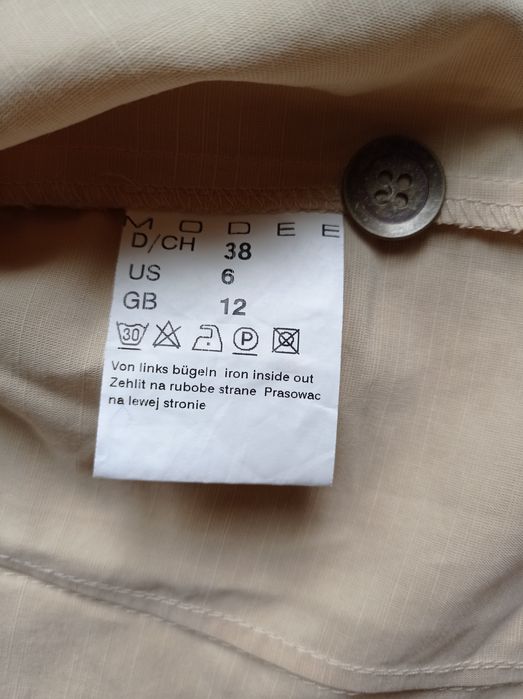 MODEE
D/CH 38
US 6
GB 12
30 P
Von links bügeln iron inside out
Zehlit na rubobe strane Prasowac
na lewej stronie